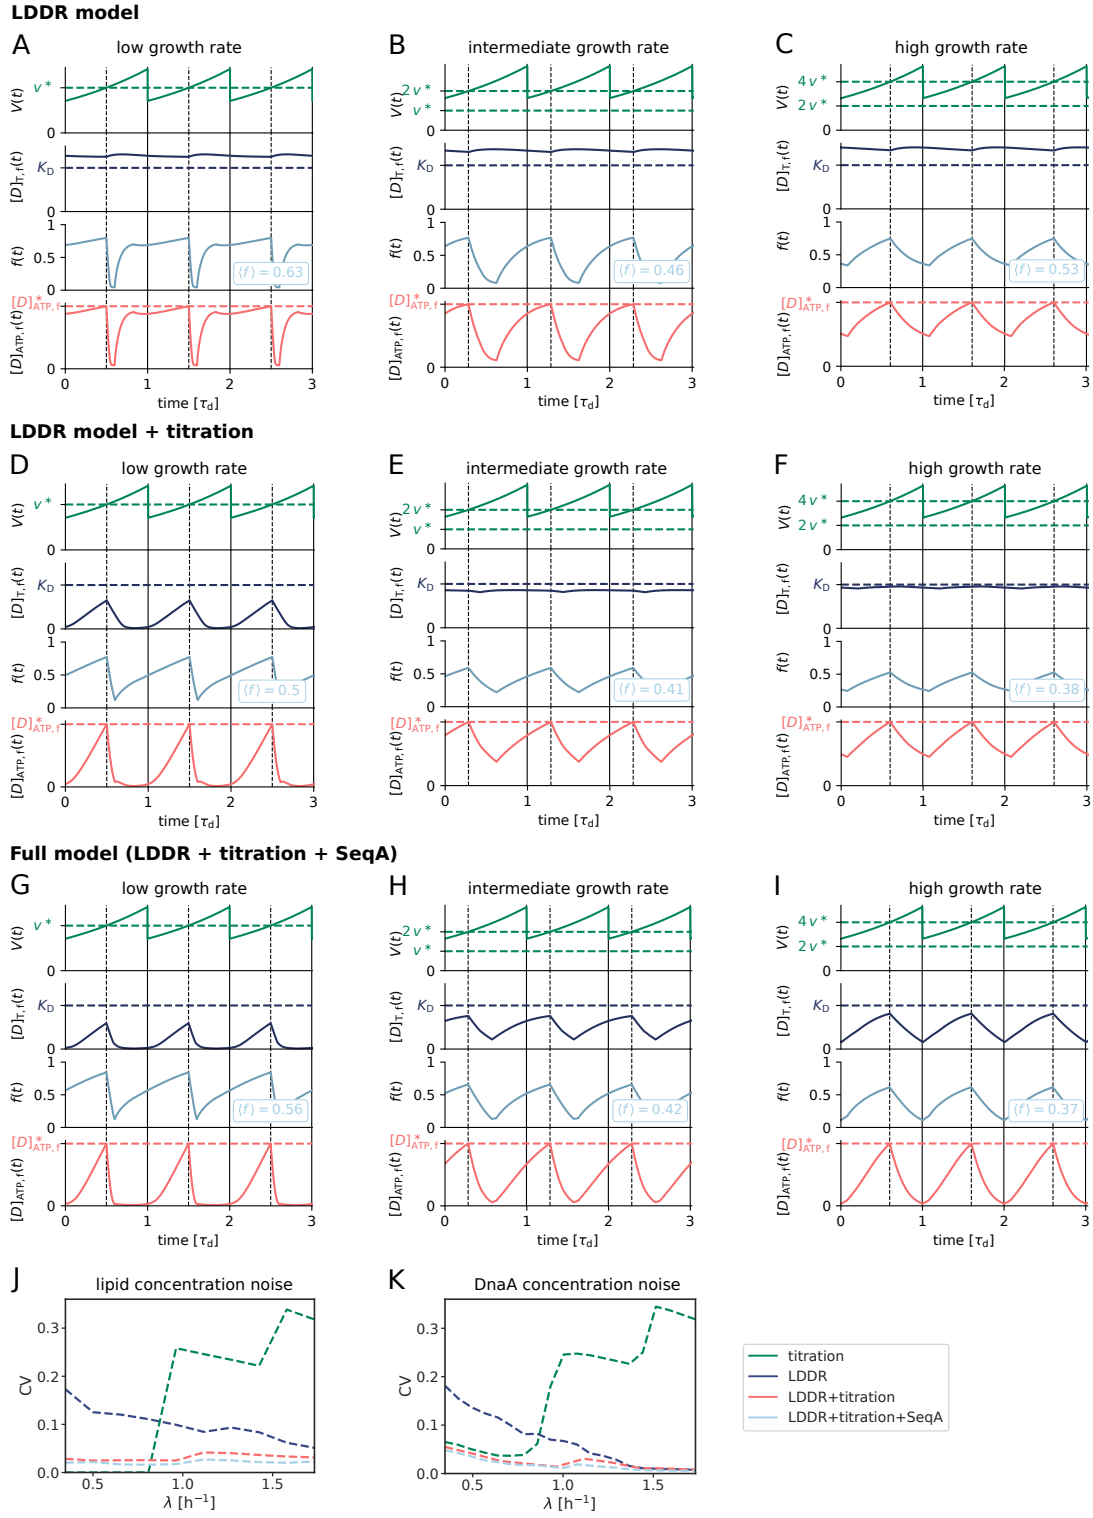 LDDR model
A
low growth rate
V(t)
v*
0
[D]T,f(t)
KD
0
f(t)
1
0.5
0
⟨f⟩ = 0.63
[D]ATP,f(t)
[D]*ATP,f
0
0 1 2 3
time [τd]
B
intermediate growth rate
V(t)
2v*
v*
0
[D]T,f(t)
KD
0
f(t)
1
0.5
0
⟨f⟩ = 0.46
[D]ATP,f(t)
[D]*ATP,f
0
0 1 2 3
time [τd]
C
high growth rate
V(t)
4v*
2v*
0
[D]T,f(t)
KD
0
f(t)
1
0.5
0
⟨f⟩ = 0.53
[D]ATP,f(t)
[D]*ATP,f
0
0 1 2 3
time [τd]
LDDR model + titration
D
low growth rate
V(t)
v*
0
[D]T,f(t)
KD
0
f(t)
1
0.5
0
⟨f⟩ = 0.5
[D]ATP,f(t)
[D]*ATP,f
0
0 1 2 3
time [τd]
E
intermediate growth rate
V(t)
2v*
v*
0
[D]T,f(t)
KD
0
f(t)
1
0.5
0
⟨f⟩ = 0.41
[D]ATP,f(t)
[D]*ATP,f
0
0 1 2 3
time [τd]
F
high growth rate
V(t)
4v*
2v*
0
[D]T,f(t)
KD
0
f(t)
1
0.5
0
⟨f⟩ = 0.38
[D]ATP,f(t)
[D]*ATP,f
0
0 1 2 3
time [τd]
Full model (LDDR + titration + SeqA)
G
low growth rate
V(t)
v*
0
[D]T,f(t)
KD
0
f(t)
1
0.5
0
⟨f⟩ = 0.56
[D]ATP,f(t)
[D]*ATP,f
0
0 1 2 3
time [τd]
H
intermediate growth rate
V(t)
2v*
v*
0
[D]T,f(t)
KD
0
f(t)
1
0.5
0
⟨f⟩ = 0.42
[D]ATP,f(t)
[D]*ATP,f
0
0 1 2 3
time [τd]
I
high growth rate
V(t)
4v*
2v*
0
[D]T,f(t)
KD
0
f(t)
1
0.5
0
⟨f⟩ = 0.37
[D]ATP,f(t)
[D]*ATP,f
0
0 1 2 3
time [τd]
J
lipid concentration noise
CV
0.3
0.2
0.1
0.0
0.5 1.0 1.5
λ [h⁻¹]
K
DnaA concentration noise
CV
0.3
0.2
0.1
0.0
0.5 1.0 1.5
λ [h⁻¹]
titration
LDDR
LDDR+titration
LDDR+titration+SeqA